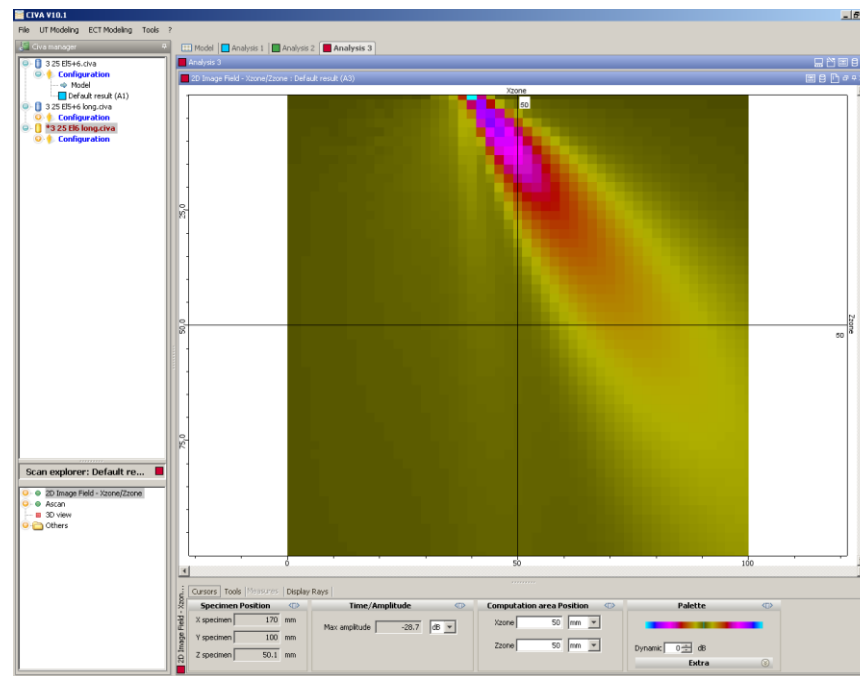 CIVA V10.1
File UT Modeling ECT Modeling Tools ?
Civa manager
Model Analysis 1 Analysis 2 Analysis 3
3 25 El5+6.civa
Configuration
Model
Default result (A1)
3 25 El5+6 long.civa
Configuration
*3 25 El6 long.civa
Configuration
Analysis 3
2D Image Field - Xzone/Zzone : Default result (A3)
Xzone
50
25,0
50,0
75,0
Zzone
50
0 50 100
Scan explorer: Default re...
2D Image Field - Xzone/Zzone
Ascan
3D view
Others
2D Image Field - Xzon...
Cursors Tools Measures Display Rays
Specimen Position Time/Amplitude Computation area Position Palette
X specimen 170 mm
Y specimen 100 mm
Z specimen 50.1 mm
Max amplitude -28.7 dB
Xzone 50 mm
Zzone 50 mm
Dynamic 0 dB
Extra